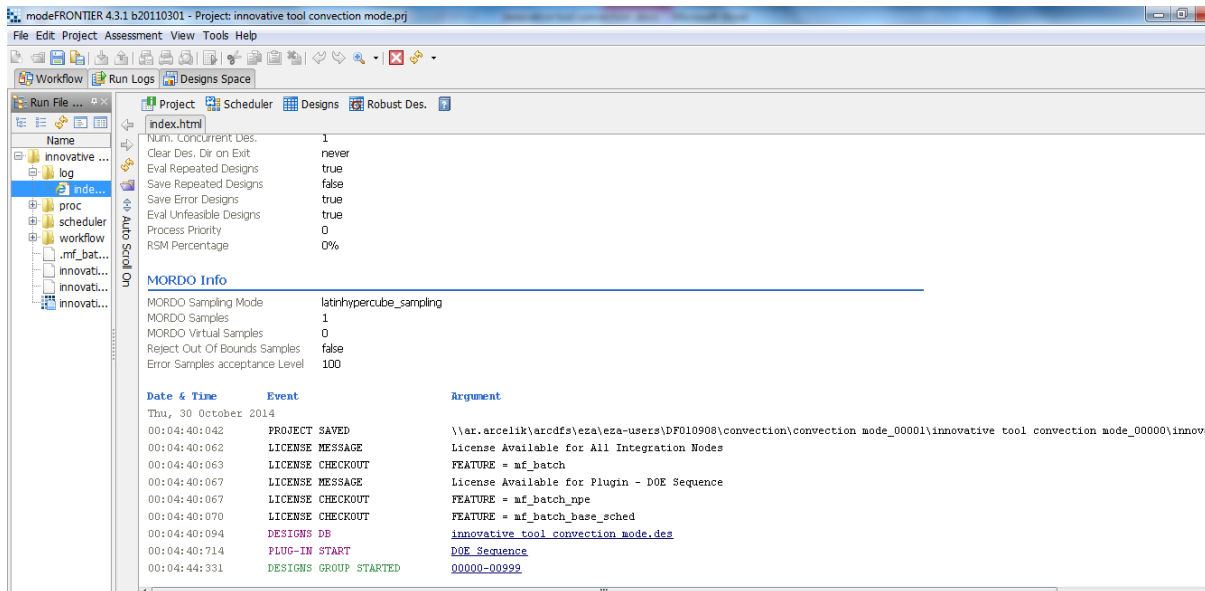 modeFRONTIER 4.3.1 b20110301 - Project: innovative tool convection mode.prj
File Edit Project Assessment View Tools Help
Workflow Run Logs Designs Space
Run File ... Project Scheduler Designs Robust Des.
index.html
Name
innovative ...
log
inde...
proc
scheduler
workflow
.mf_bat...
innovati...
innovati...
innovati...
Auto Scroll On
Num. Concurrent Des. 1
Clear Des. Dir on Exit never
Eval Repeated Designs true
Save Repeated Designs false
Save Error Designs true
Eval Unfeasible Designs true
Process Priority 0
RSM Percentage 0%
MORDO Info
MORDO Sampling Mode latinhypercube_sampling
MORDO Samples 1
MORDO Virtual Samples 0
Reject Out Of Bounds Samples false
Error Samples acceptance Level 100
Date & Time Event Argument
Thu, 30 October 2014
00:04:40:042 PROJECT SAVED \\ar.arcelik\arcdfs\eza\eza-users\DF010908\convection\convection mode_00001\innovative tool convection mode_00000\innov
00:04:40:062 LICENSE MESSAGE License Available for All Integration Nodes
00:04:40:063 LICENSE CHECKOUT FEATURE = mf_batch
00:04:40:067 LICENSE MESSAGE License Available for Plugin - DOE Sequence
00:04:40:067 LICENSE CHECKOUT FEATURE = mf_batch_npe
00:04:40:070 LICENSE CHECKOUT FEATURE = mf_batch_base_sched
00:04:40:094 DESIGNS DB innovative tool convection mode.des
00:04:40:714 PLUG-IN START DOE Sequence
00:04:44:331 DESIGNS GROUP STARTED 00000-00999